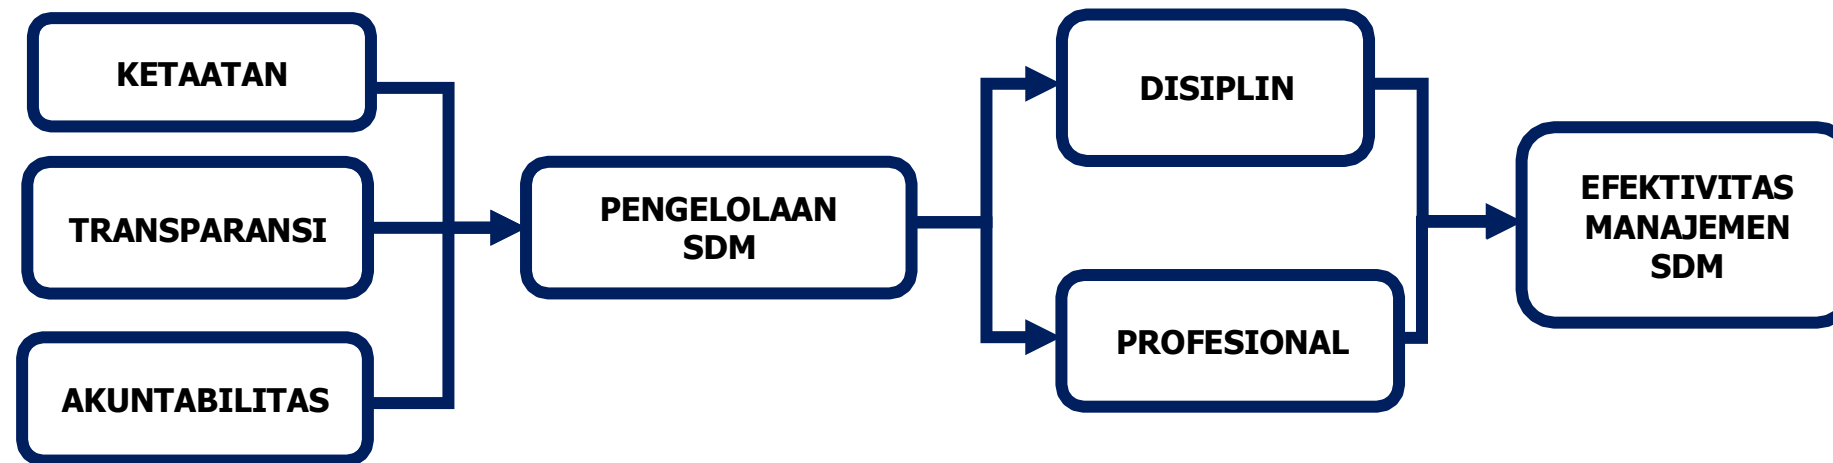 KETAATAN
TRANSPARANSI
AKUNTABILITAS
PENGELOLAAN
SDM
DISIPLIN
PROFESIONAL
EFEKTIVITAS
MANAJEMEN
SDM